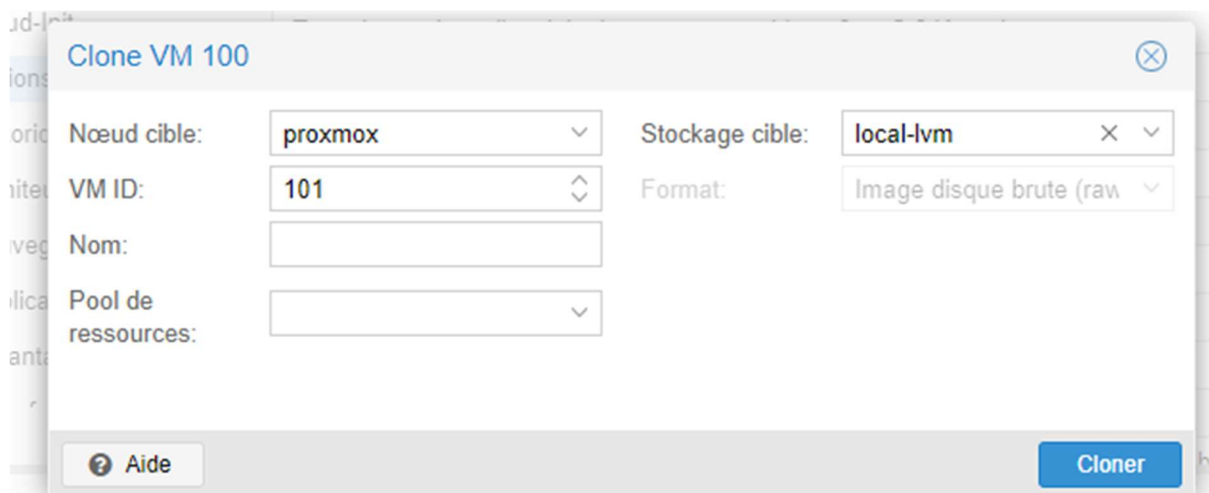 Clone VM 100
Nœud cible: proxmox Stockage cible: local-lvm
VM ID: 101 Format: Image disque brute (raw
Nom:
Pool de
ressources:
Aide Cloner